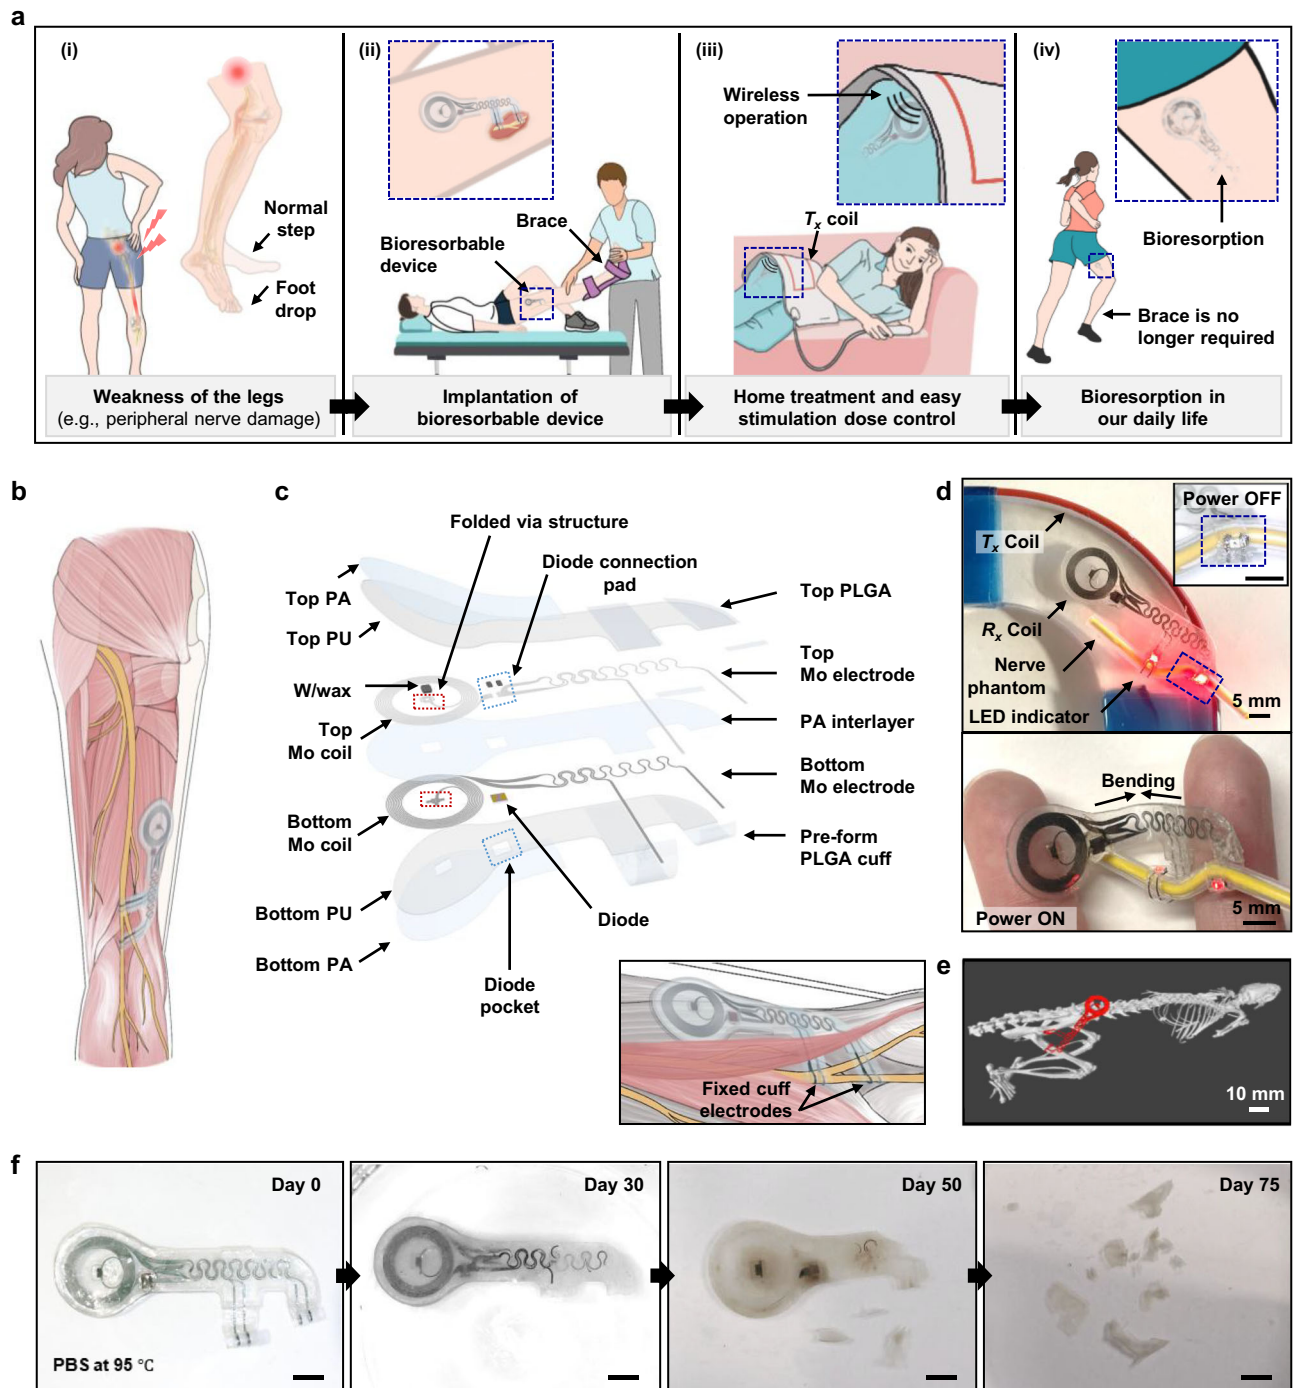 a
(i)
Normal
step
Foot
drop
Weakness of the legs
(e.g., peripheral nerve damage)
(ii)
Brace
Bioresorbable
device
Implantation of
bioresorbable device
(iii)
Wireless
operation
Tx coil
Home treatment and easy
stimulation dose control
(iv)
Bioresorption
Brace is no
longer required
Bioresorption in
our daily life
b
c
Folded via structure
Diode connection
pad
Top PA
Top PU
W/wax
Top
Mo coil
Bottom
Mo coil
Bottom PU
Bottom PA
Diode
pocket
Diode
Top PLGA
Top
Mo electrode
PA interlayer
Bottom
Mo electrode
Pre-form
PLGA cuff
Fixed cuff
electrodes
d
Power OFF
Tx Coil
Rx Coil
Nerve
phantom
LED indicator
5 mm
Bending
Power ON
5 mm
e
10 mm
f
Day 0
PBS at 95 °C
Day 30
Day 50
Day 75